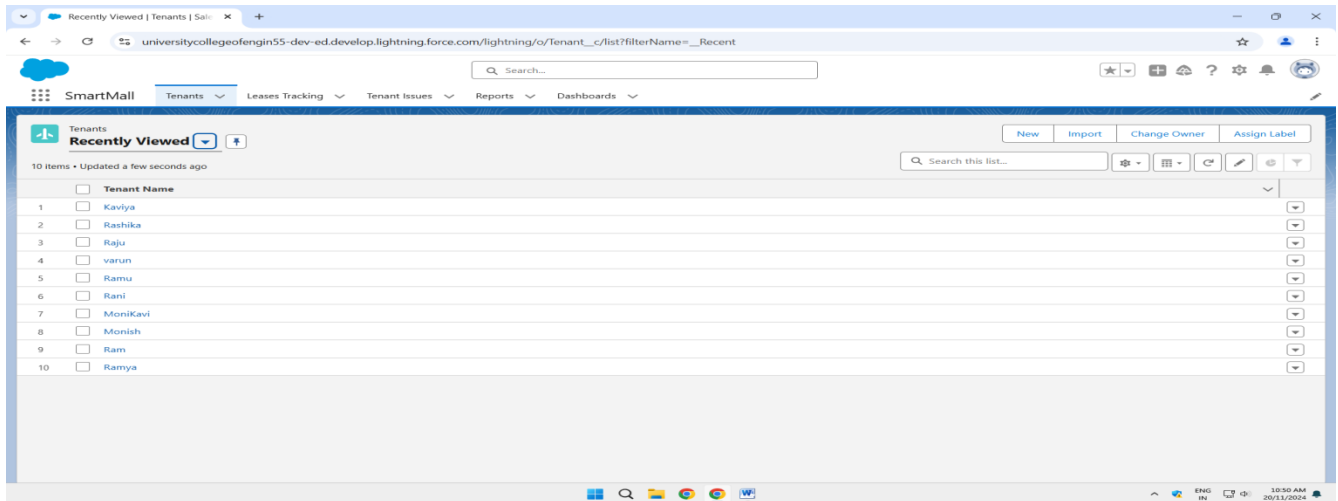 Recently Viewed | Tenants | Sale
universitycollegeofengin55-dev-ed.develop.lightning.force.com/lightning/o/Tenant__c/list?filterName=__Recent
Search...
SmartMall Tenants Leases Tracking Tenant Issues Reports Dashboards
Tenants
Recently Viewed
New Import Change Owner Assign Label
10 items • Updated a few seconds ago
Search this list...
Tenant Name
1 Kaviya
2 Rashika
3 Raju
4 varun
5 Ramu
6 Rani
7 MoniKavi
8 Monish
9 Ram
10 Ramya
ENG
IN
10:50 AM
20/11/2024